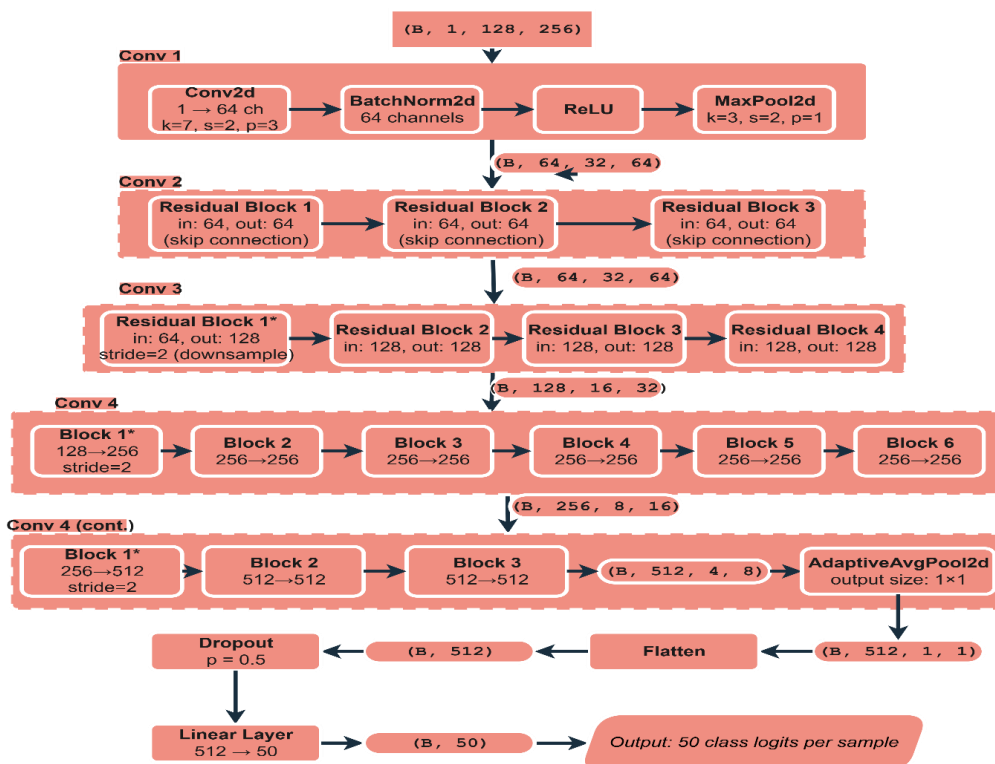 (B, 1, 128, 256)
Conv 1
Conv2d
1 → 64 ch
k=7, s=2, p=3
BatchNorm2d
64 channels
ReLU
MaxPool2d
k=3, s=2, p=1
(B, 64, 32, 64)
Conv 2
Residual Block 1
in: 64, out: 64
(skip connection)
Residual Block 2
in: 64, out: 64
(skip connection)
Residual Block 3
in: 64, out: 64
(skip connection)
(B, 64, 32, 64)
Conv 3
Residual Block 1*
in: 64, out: 128
stride=2 (downsample)
Residual Block 2
in: 128, out: 128
Residual Block 3
in: 128, out: 128
Residual Block 4
in: 128, out: 128
(B, 128, 16, 32)
Conv 4
Block 1*
128→256
stride=2
Block 2
256→256
Block 3
256→256
Block 4
256→256
Block 5
256→256
Block 6
256→256
(B, 256, 8, 16)
Conv 4 (cont.)
Block 1*
256→512
stride=2
Block 2
512→512
Block 3
512→512
(B, 512, 4, 8)
AdaptiveAvgPool2d
output size: 1×1
(B, 512, 1, 1)
Flatten
(B, 512)
Dropout
p = 0.5
Linear Layer
512 → 50
(B, 50)
Output: 50 class logits per sample